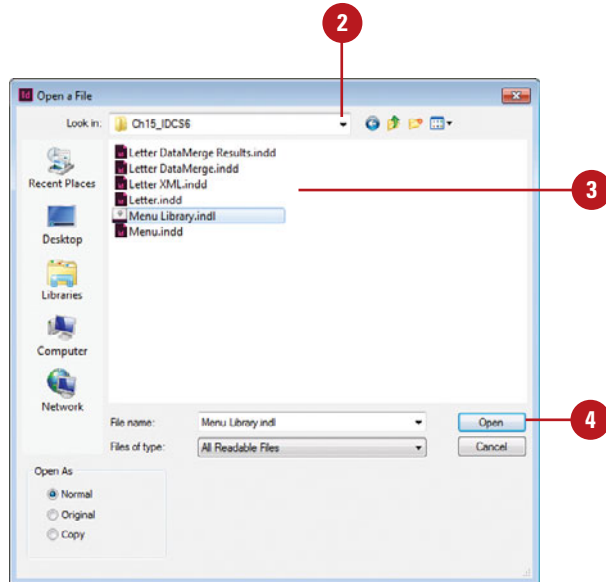 2
Id Open a File
Look in: Ch15_IDCS6
3
Letter DataMerge Results.indd
Letter DataMerge.indd
Letter XML.indd
Letter.indd
Menu Library.indl
Menu.indd
Recent Places
Desktop
Libraries
Computer
Network
File name: Menu Library.indl Open
4
Files of type: All Readable Files Cancel
Open As
Normal
Original
Copy